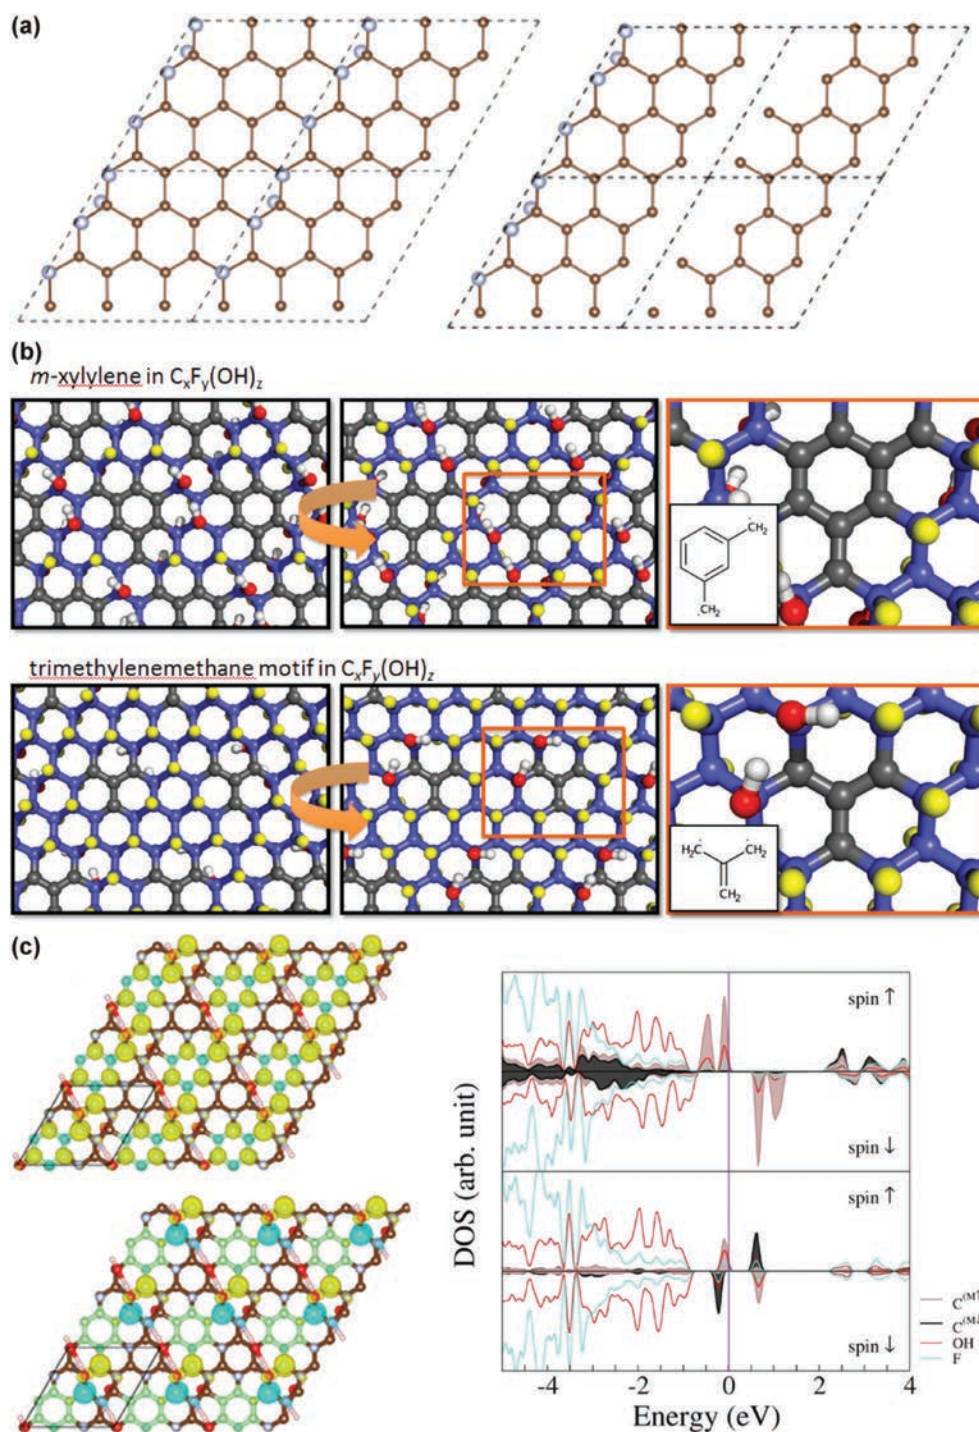 (a)
(b)
m-xylylene in CxFy(OH)z
CH2
CH2
trimethylenemethane motif in CxFy(OH)z
H2C
CH2
CH2
(c)
spin ↑
spin ↓
spin ↑
spin ↓
DOS (arb. unit)
-4 -2 0 2 4
Energy (eV)
OH
F